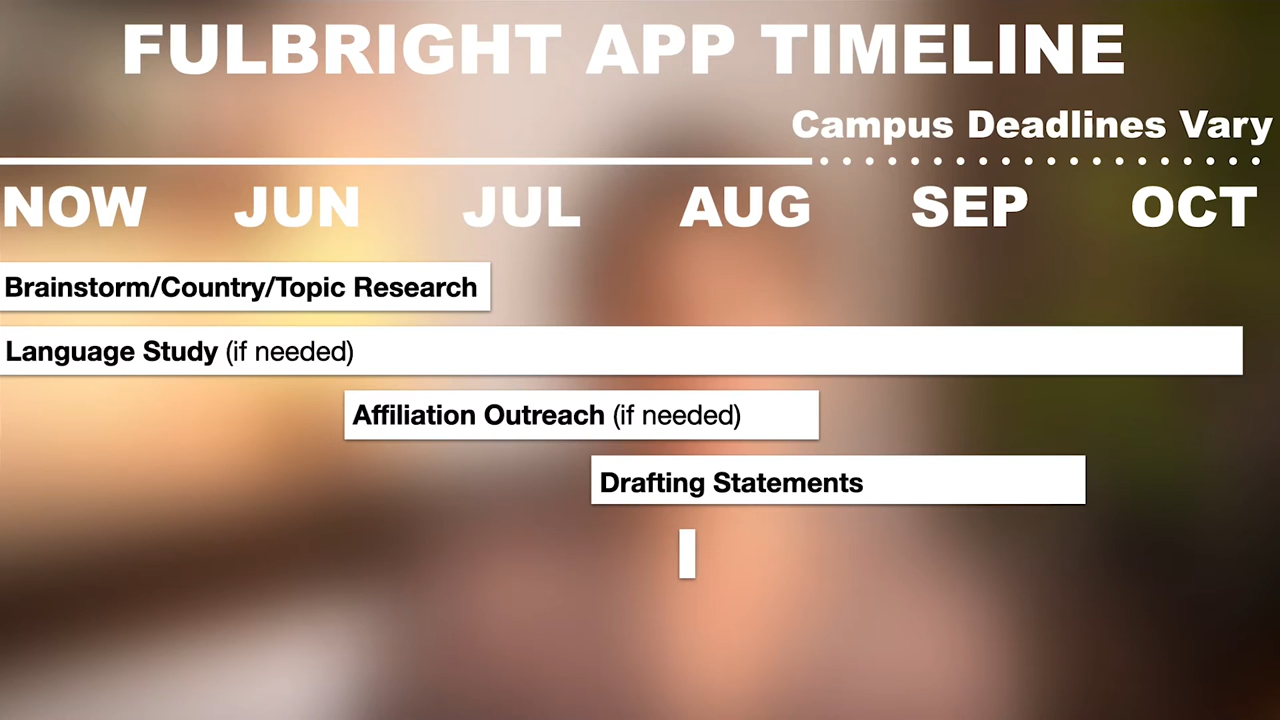 FULBRIGHT APP TIMELINE
Campus Deadlines Vary
NOW JUN JUL AUG SEP OCT
Brainstorm/Country/Topic Research
Language Study (if needed)
Affiliation Outreach (if needed)
Drafting Statements